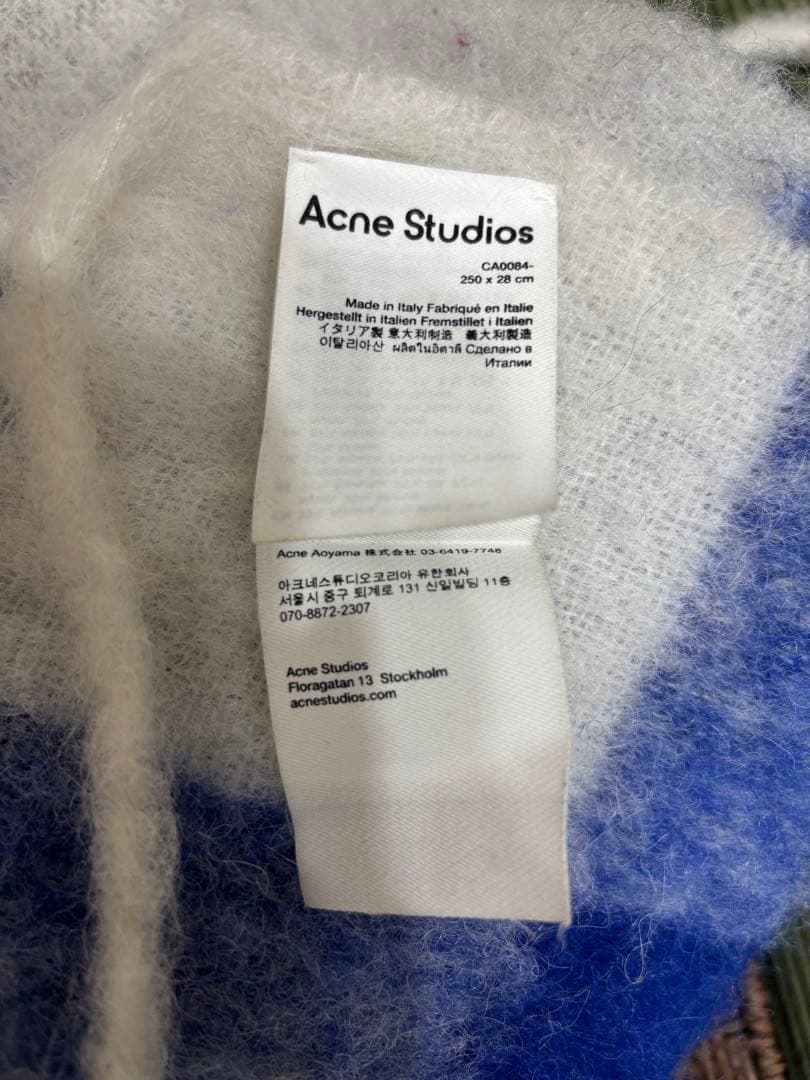 Acne Studios
CA0084-
250 x 28 cm
Made in Italy Fabriqué en Italie
Hergestellt in Italien Fremstillet i Italien
イタリア製 意大利制造 義大利製造
이탈리아산 ผลิตในอิตาลี Сделано в
Италии
Acne Aoyama 株式会社 03-6419-7748
아크네스튜디오코리아 유한회사
서울시 중구 퇴계로 131 신일빌딩 11층
070-8872-2307
Acne Studios
Floragatan 13 Stockholm
acnestudios.com